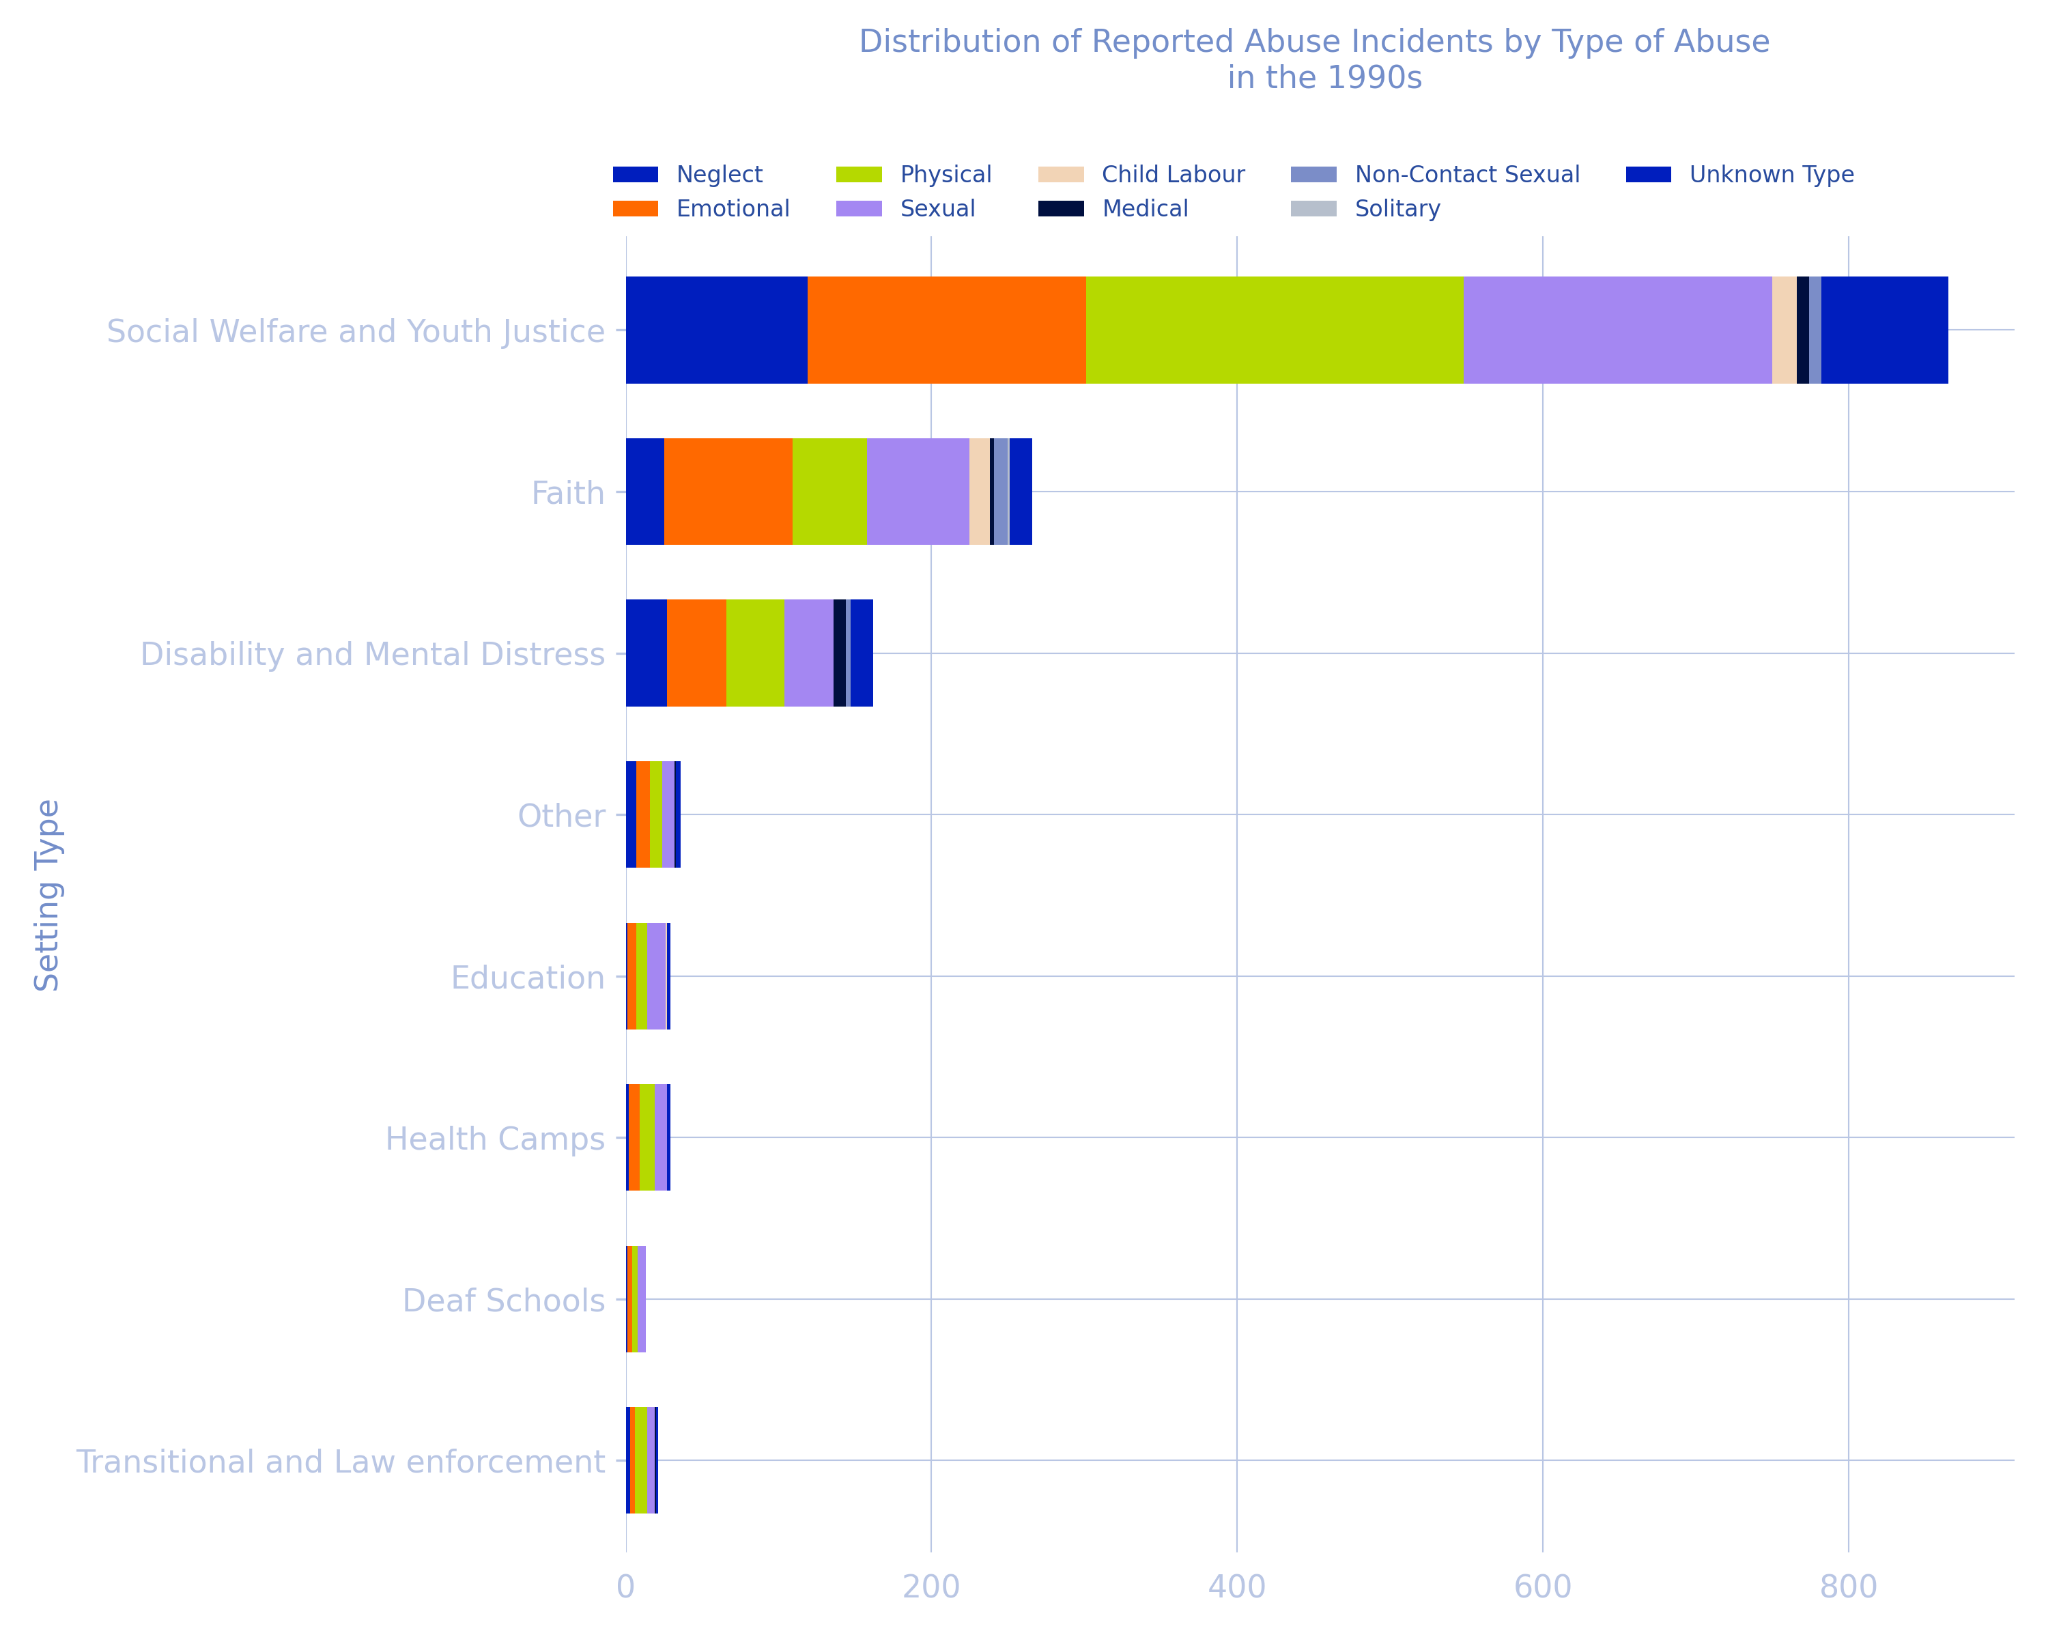 Distribution of Reported Abuse Incidents by Type of Abuse
in the 1990s
Neglect
Emotional
Physical
Sexual
Child Labour
Medical
Non-Contact Sexual
Solitary
Unknown Type
Setting Type
Social Welfare and Youth Justice
Faith
Disability and Mental Distress
Other
Education
Health Camps
Deaf Schools
Transitional and Law enforcement
0 200 400 600 800